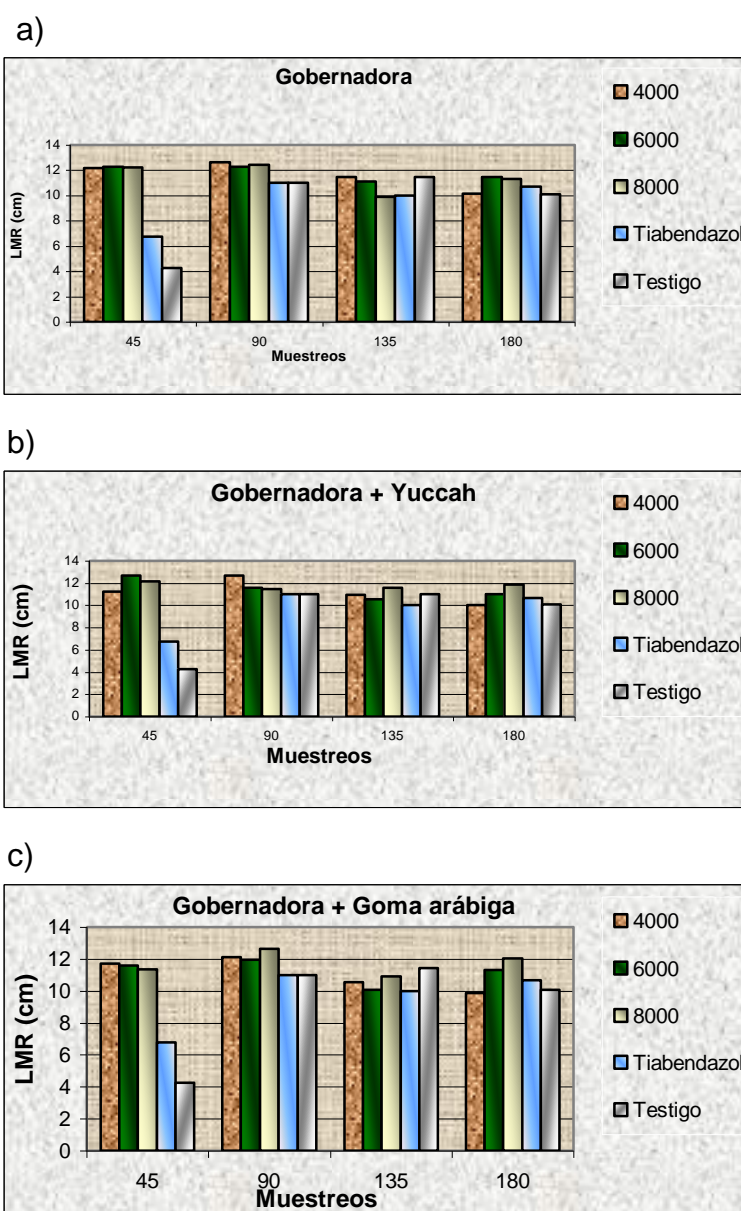 a)
Gobernadora
LMR (cm)
14
12
10
8
6
4
2
0
45 90 135 180
Muestreos
4000
6000
8000
Tiabendazol
Testigo
b)
Gobernadora + Yuccah
LMR (cm)
14
12
10
8
6
4
2
0
45 90 135 180
Muestreos
4000
6000
8000
Tiabendazol
Testigo
c)
Gobernadora + Goma arábiga
LMR (cm)
14
12
10
8
6
4
2
0
45 90 135 180
Muestreos
4000
6000
8000
Tiabendazol
Testigo